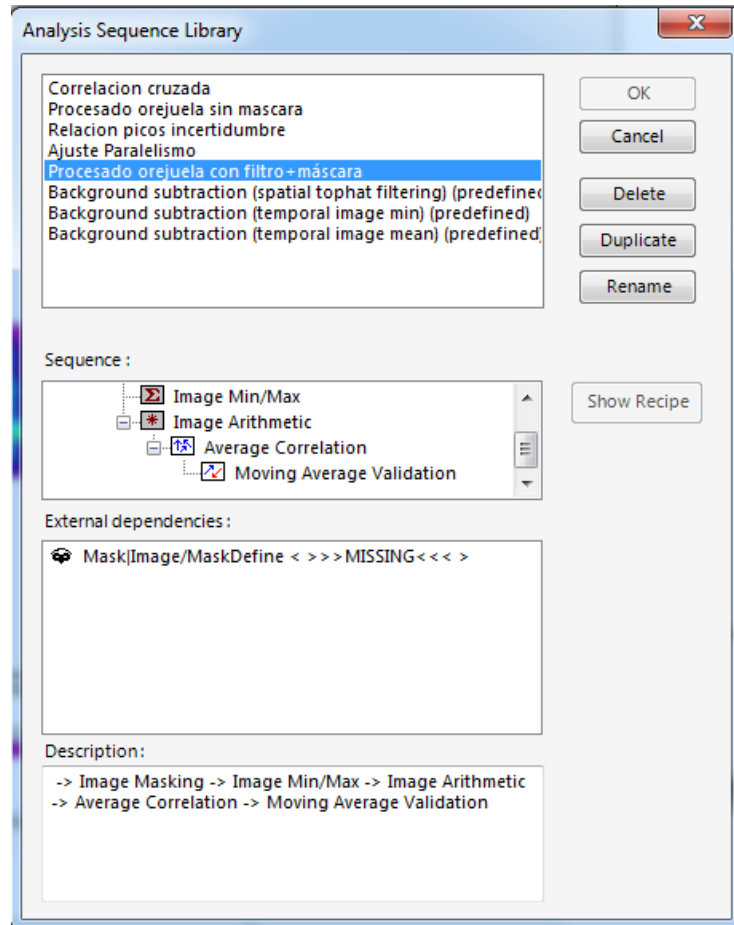 Analysis Sequence Library
Correlacion cruzada
Procesado orejuela sin mascara
Relacion picos incertidumbre
Ajuste Paralelismo
Procesado orejuela con filtro+máscara
Background subtraction (spatial tophat filtering) (predefined
Background subtraction (temporal image min) (predefined)
Background subtraction (temporal image mean) (predefined)
OK
Cancel
Delete
Duplicate
Rename
Sequence :
Image Min/Max
Image Arithmetic
Average Correlation
Moving Average Validation
Show Recipe
External dependencies :
Mask|Image/MaskDefine < >>>MISSING<<< >
Description:
-> Image Masking -> Image Min/Max -> Image Arithmetic
-> Average Correlation -> Moving Average Validation